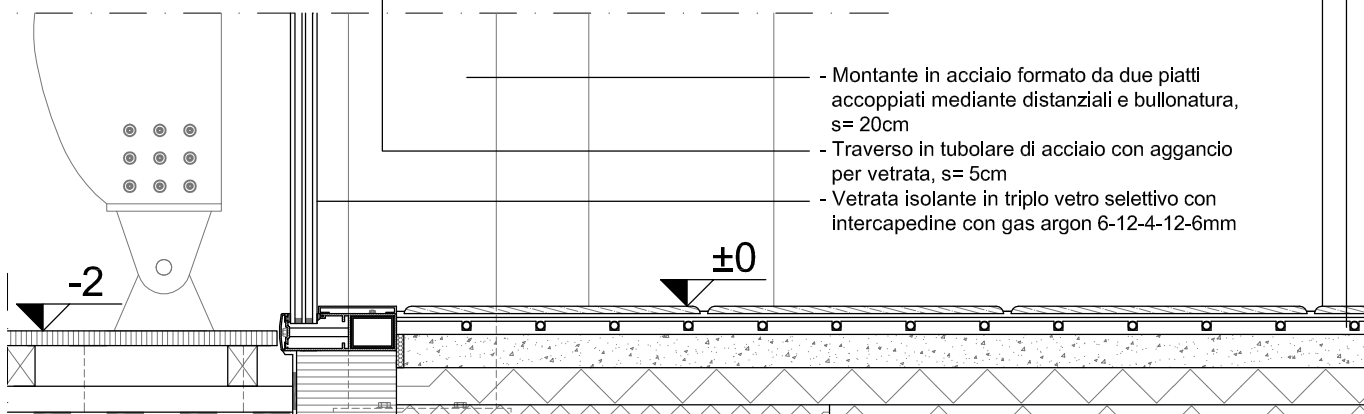 - Montante in acciaio formato da due piatti
accoppiati mediante distanziali e bullonatura,
s= 20cm
- Traverso in tubolare di acciaio con aggancio
per vetrata, s= 5cm
- Vetrata isolante in triplo vetro selettivo con
intercapedine con gas argon 6-12-4-12-6mm
±0
-2